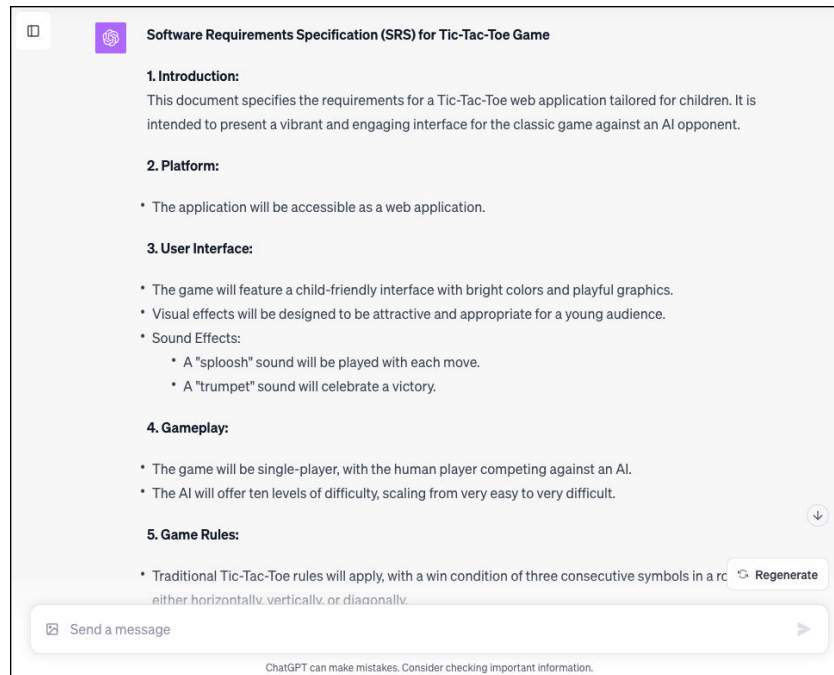 Software Requirements Specification (SRS) for Tic-Tac-Toe Game
1. Introduction:
This document specifies the requirements for a Tic-Tac-Toe web application tailored for children. It is
intended to present a vibrant and engaging interface for the classic game against an AI opponent.
2. Platform:
• The application will be accessible as a web application.
3. User Interface:
• The game will feature a child-friendly interface with bright colors and playful graphics.
• Visual effects will be designed to be attractive and appropriate for a young audience.
• Sound Effects:
• A "sploosh" sound will be played with each move.
• A "trumpet" sound will celebrate a victory.
4. Gameplay:
• The game will be single-player, with the human player competing against an AI.
• The AI will offer ten levels of difficulty, scaling from very easy to very difficult.
5. Game Rules:
• Traditional Tic-Tac-Toe rules will apply, with a win condition of three consecutive symbols in a
Regenerate
either horizontally, vertically, or diagonally.
Send a message
ChatGPT can make mistakes. Consider checking important information.